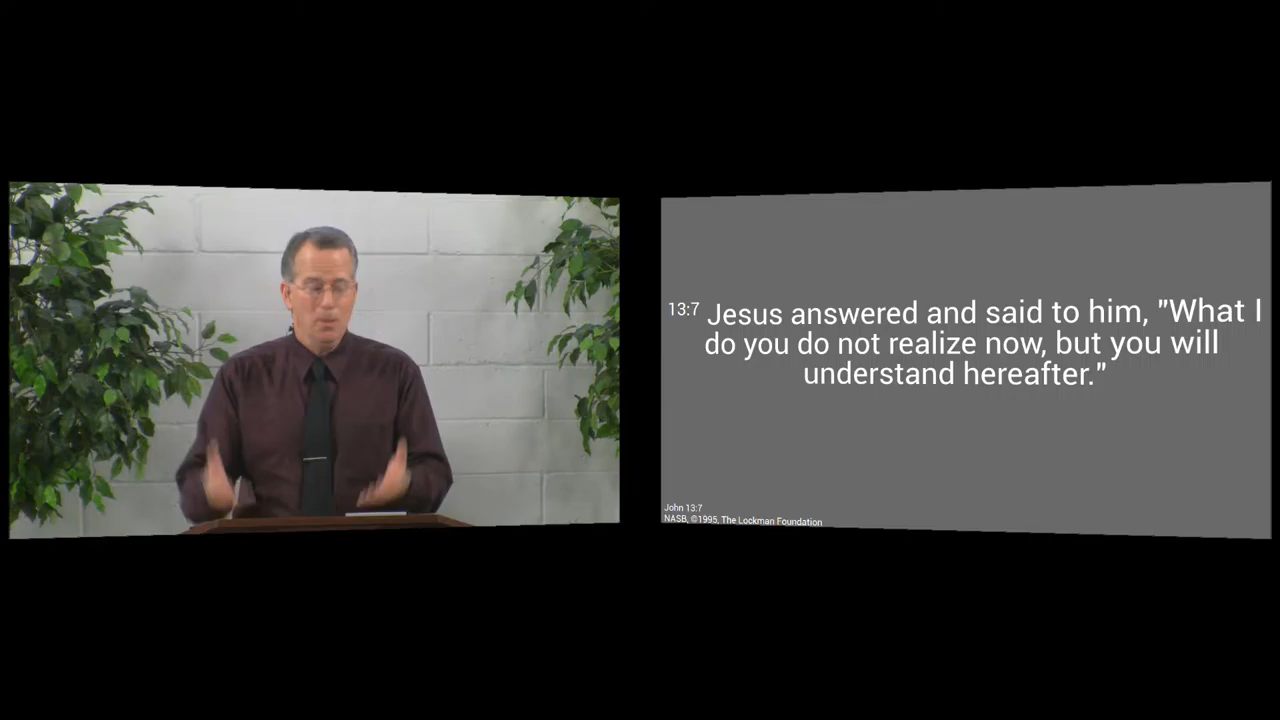 13:7 Jesus answered and said to him, "What I
do you do not realize now, but you will
understand hereafter."
John 13:7
NASB, ©1995, The Lockman Foundation